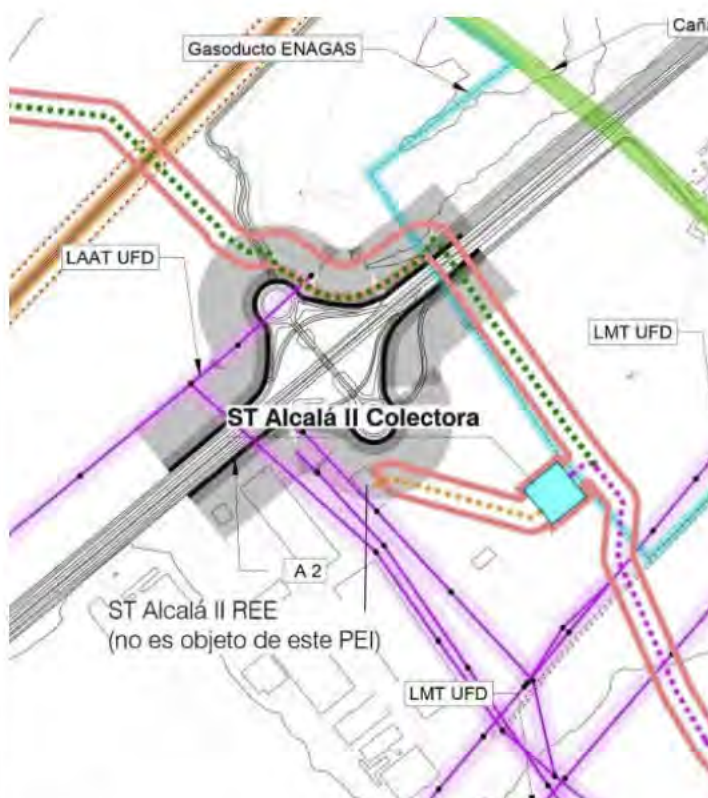 Gasoducto ENAGAS
Caña
LAAT UFD
LMT UFD
ST Alcalá II Colectora
A 2
ST Alcalá II REE
(no es objeto de este PEI)
LMT UFD